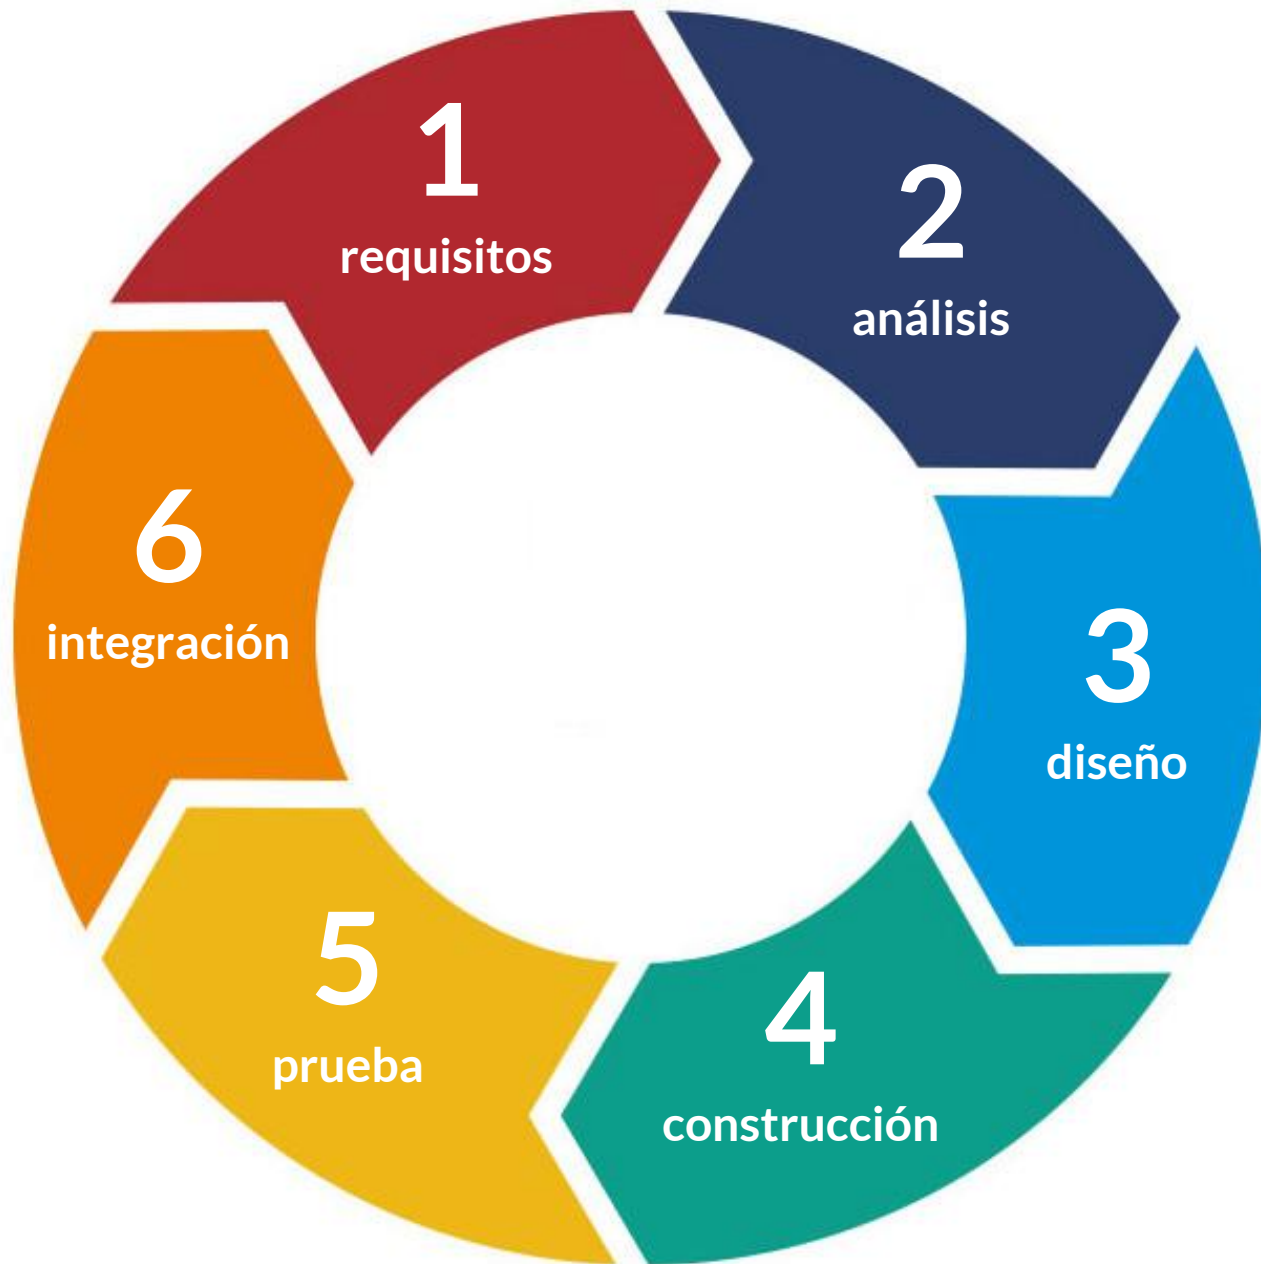 1
requisitos
2
análisis
3
diseño
4
construcción
5
prueba
6
integración